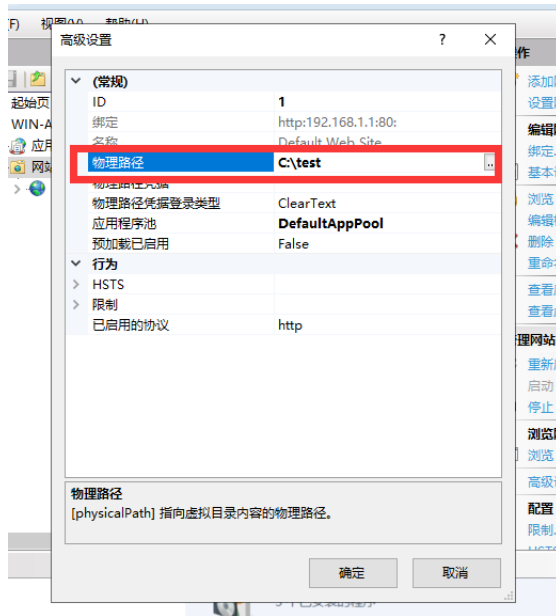 高级设置
? ×
(常规)
ID 1
绑定 http:192.168.1.1:80:
名称 Default Web Site
物理路径 C:\test ..
物理路径凭据
物理路径凭据登录类型 ClearText
应用程序池 DefaultAppPool
预加载已启用 False
行为
HSTS
限制
已启用的协议 http
物理路径
[physicalPath] 指向虚拟目录内容的物理路径。
确定 取消
起始页
WIN-A
应用
网站
添加
设置
编辑
绑定
基本
浏览
编辑
删除
重命
查看
查看
理网站
重新
启动
停止
浏览
浏览
高级
配置
限制
HSTS